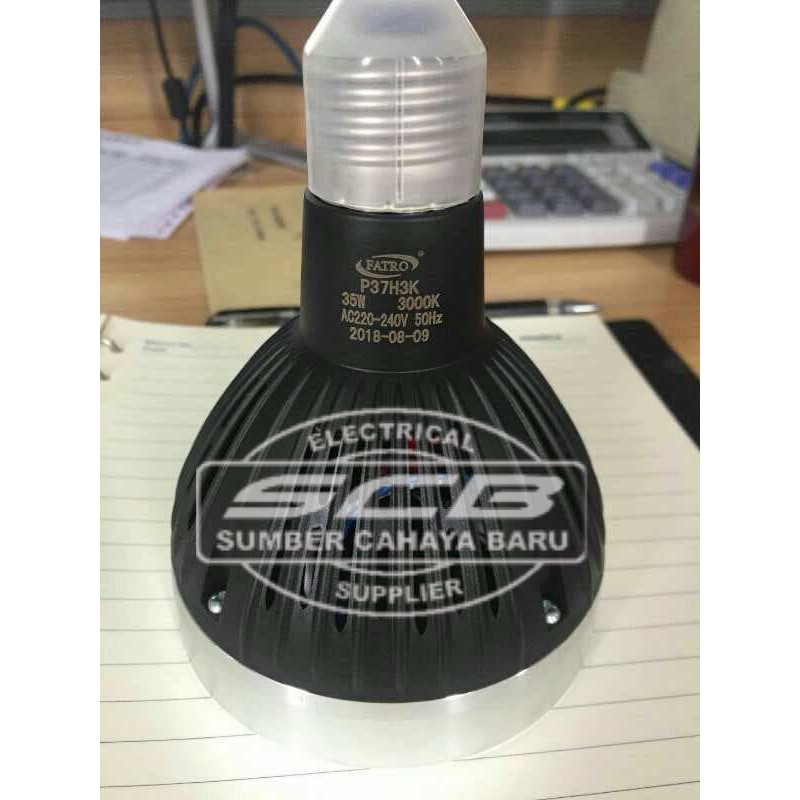 FATRO®
P37H3K
35W 3000K
AC220-240V 50Hz
2018-08-09
ELECTRICAL
SCB
SUMBER CAHAYA BARU
SUPPLIER